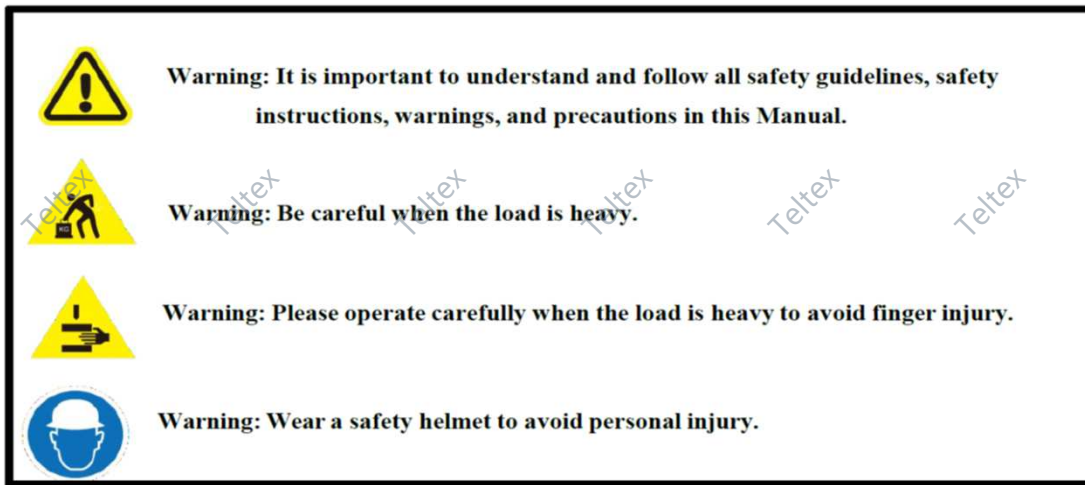 Warning: It is important to understand and follow all safety guidelines, safety
instructions, warnings, and precautions in this Manual.
Teltex Teltex Teltex Teltex Teltex Teltex
KG
Warning: Be careful when the load is heavy.
Warning: Please operate carefully when the load is heavy to avoid finger injury.
Warning: Wear a safety helmet to avoid personal injury.